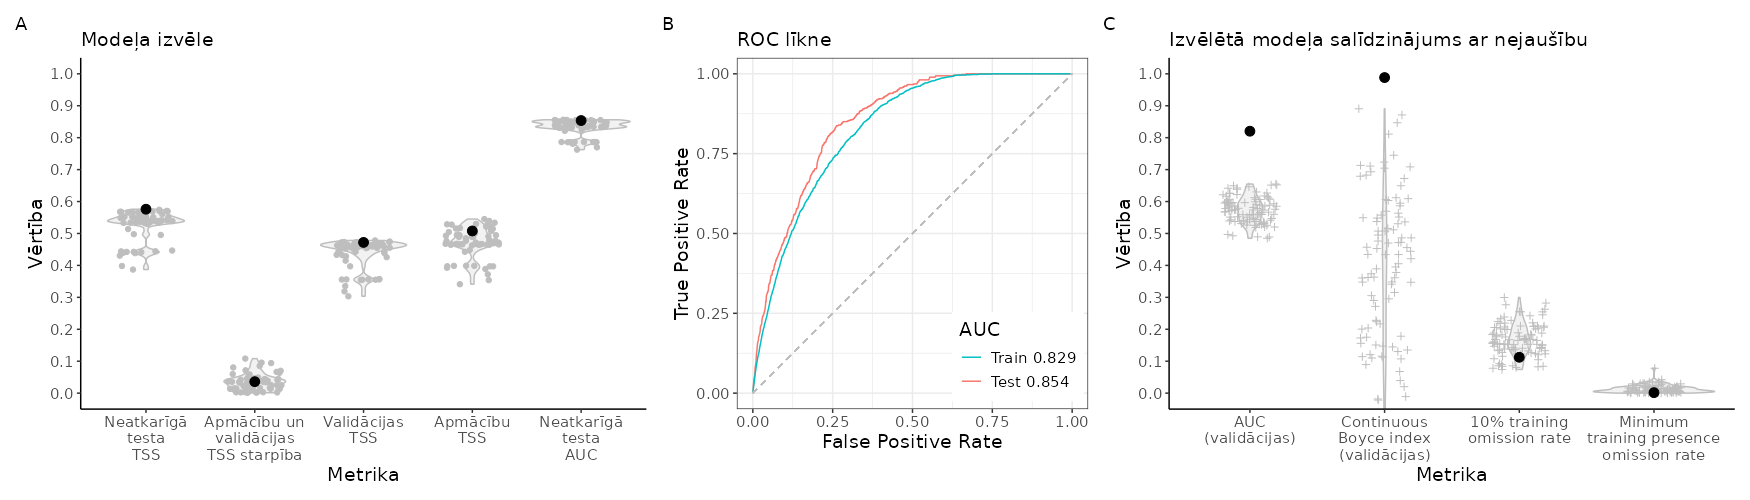 A
Modeļa izvēle
Vērtība
1.0
0.9
0.8
0.7
0.6
0.5
0.4
0.3
0.2
0.1
0.0
Neatkarīgā
testa
TSS
Apmācību un
validācijas
TSS starpība
Validācijas
TSS
Apmācību
TSS
Neatkarīgā
testa
AUC
Metrika
B
ROC līkne
True Positive Rate
1.00
0.75
0.50
0.25
0.00
AUC
Train 0.829
Test 0.854
0.00
0.25
0.50
0.75
1.00
False Positive Rate
C
Izvēlētā modeļa salīdzinājums ar nejaušību
Vērtība
1.0
0.9
0.8
0.7
0.6
0.5
0.4
0.3
0.2
0.1
0.0
AUC
(validācijas)
Continuous
Boyce index
(validācijas)
10% training
omission rate
Minimum
training presence
omission rate
Metrika